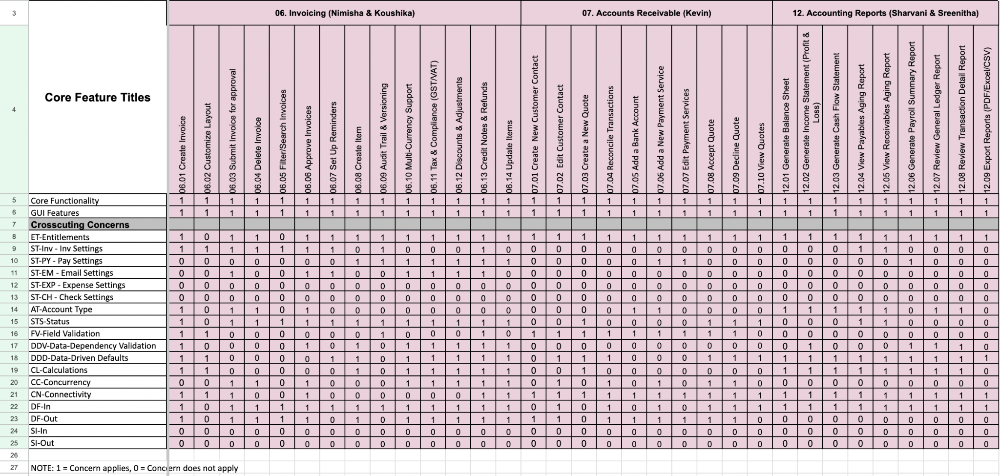 3 06. Invoicing (Nimisha & Koushika) 07. Accounts Receivable (Kevin) 12. Accounting Reports (Sharvani & Sreenitha)
4 Core Feature Titles
06.01 Create Invoice
06.02 Customize Layout
06.03 Submit Invoice for approval
06.04 Delete Invoice
06.05 Filter/Search Invoices
06.06 Approve Invoices
06.07 Set Up Reminders
06.08 Create Item
06.09 Audit Trail & Versioning
06.10 Multi-Currency Support
06.11 Tax & Compliance (GST/VAT)
06.12 Discounts & Adjustments
06.13 Credit Notes & Refunds
06.14 Update Items
07.01 Create New Customer Contact
07.02 Edit Customer Contact
07.03 Create a New Quote
07.04 Reconcile Transactions
07.05 Add a Bank Account
07.06 Add a New Payment Service
07.07 Edit Payment Services
07.08 Accept Quote
07.09 Decline Quote
07.10 View Quotes
12.01 Generate Balance Sheet
12.02 Generate Income Statement (Profit &
Loss)
12.03 Generate Cash Flow Statement
12.04 View Payables Aging Report
12.05 View Receivables Aging Report
12.06 Generate Payroll Summary Report
12.07 Review General Ledger Report
12.08 Review Transaction Detail Report
12.09 Export Reports (PDF/Excel/CSV)
5 Core Functionality 1 1 1 1 1 1 1 1 1 1 1 1 1 1 1 1 1 1 1 1 1 1 1 1 1 1 1 1 1 1 1 1 1
6 GUI Features 1 1 1 1 1 1 1 1 1 1 1 1 1 1 1 1 1 1 1 1 1 1 1 1 1 1 1 1 1 1 1 1 1
7 Crosscuting Concerns
8 ET-Entitlements 1 0 1 1 0 1 1 1 1 1 1 1 1 1 1 1 1 1 1 1 1 1 1 1 1 1 1 1 1 1 1 1 1
9 ST-Inv - Inv Settings 1 1 1 1 1 1 1 0 1 0 0 0 1 0 0 0 0 0 0 0 0 0 0 0 0 0 0 1 1 0 0 0 0
10 ST-PY - Pay Settings 0 0 0 0 0 0 0 1 1 1 1 1 1 1 0 0 0 0 0 1 1 0 0 0 0 0 0 0 0 1 0 0 0
11 ST-EM - Email Settings 0 0 1 0 0 1 1 0 0 1 1 1 1 0 0 0 0 0 0 0 0 0 0 0 0 0 0 0 0 0 0 0 0
12 ST-EXP - Expense Settings 0 0 0 0 0 0 0 0 0 0 0 0 0 0 0 0 0 0 0 0 0 0 0 0 0 0 0 0 0 0 0 0 0
13 ST-CH - Check Settings 0 0 0 0 0 0 0 0 0 0 0 0 0 0 0 0 0 0 0 0 0 0 0 0 0 0 0 0 0 0 0 0 0
14 AT-Account Type 1 0 1 1 0 1 0 0 0 0 0 0 0 0 0 0 0 0 1 1 0 0 0 0 1 1 1 1 1 0 1 1 0
15 STS-Status 1 0 1 1 1 1 1 1 1 1 1 1 1 1 0 0 1 0 0 0 0 1 1 1 0 0 0 1 1 0 0 0 0
16 FV-Field Validation 1 1 0 0 0 0 0 0 1 0 0 0 1 0 1 1 1 1 1 1 1 1 1 0 0 0 0 0 0 0 0 0 0
17 DDV-Data-Dependency Validation 1 0 0 0 0 1 0 1 0 1 1 1 1 1 0 0 0 0 0 0 0 0 0 0 0 1 0 0 0 1 1 1 0
18 DDD-Data-Driven Defaults 1 1 0 0 0 0 1 1 0 1 1 1 1 1 0 1 1 1 0 0 0 1 1 1 1 1 1 1 1 1 1 1 1
19 CL-Calculations 1 1 0 0 0 0 0 1 0 1 1 1 1 1 0 0 1 0 0 0 0 0 0 0 1 1 1 1 1 1 1 1 0
20 CC-Concurrency 0 0 1 1 0 1 0 0 0 1 1 1 1 1 0 1 0 1 0 1 0 1 1 0 0 0 0 0 0 0 0 0 0
21 CN-Connectivity 1 1 1 0 0 1 0 0 0 0 0 0 1 1 1 1 1 1 1 1 1 1 1 1 1 1 1 1 1 1 1 1 1
22 DF-In 1 0 1 1 1 1 1 1 1 1 1 1 1 1 0 1 0 1 0 1 0 1 1 1 1 1 1 1 1 1 1 1 1
23 DF-Out 1 0 1 1 1 1 0 1 0 1 1 1 1 1 1 1 0 1 1 1 1 1 1 0 0 0 0 0 0 0 0 0 0
24 SI-In 0 0 0 0 0 0 0 0 0 0 0 0 0 0 0 0 0 0 0 0 0 0 0 0 0 0 0 0 0 0 0 0 0
25 SI-Out 0 0 0 0 0 0 0 0 0 0 0 0 0 0 0 0 0 0 0 0 0 0 0 0 0 0 0 0 0 0 0 0 0
26
27 NOTE: 1 = Concern applies, 0 = Concern does not apply